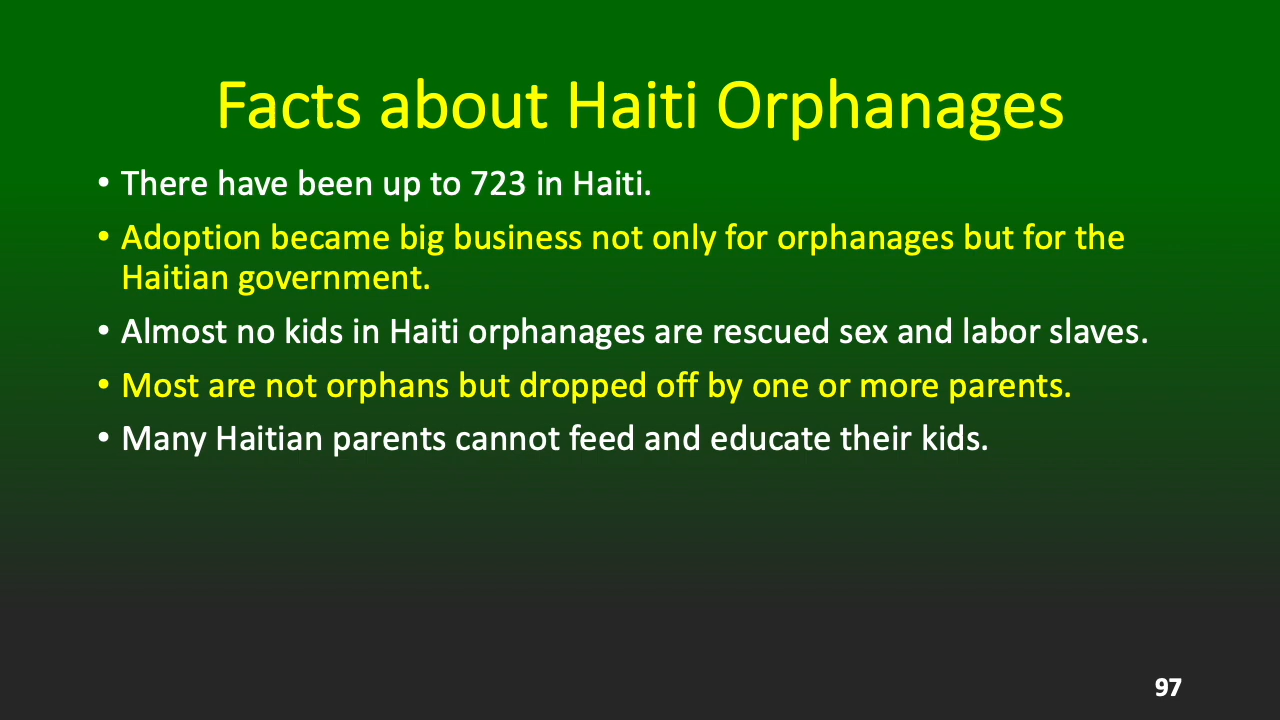 Facts about Haiti Orphanages
• There have been up to 723 in Haiti.
• Adoption became big business not only for orphanages but for the
Haitian government.
• Almost no kids in Haiti orphanages are rescued sex and labor slaves.
• Most are not orphans but dropped off by one or more parents.
• Many Haitian parents cannot feed and educate their kids.
97